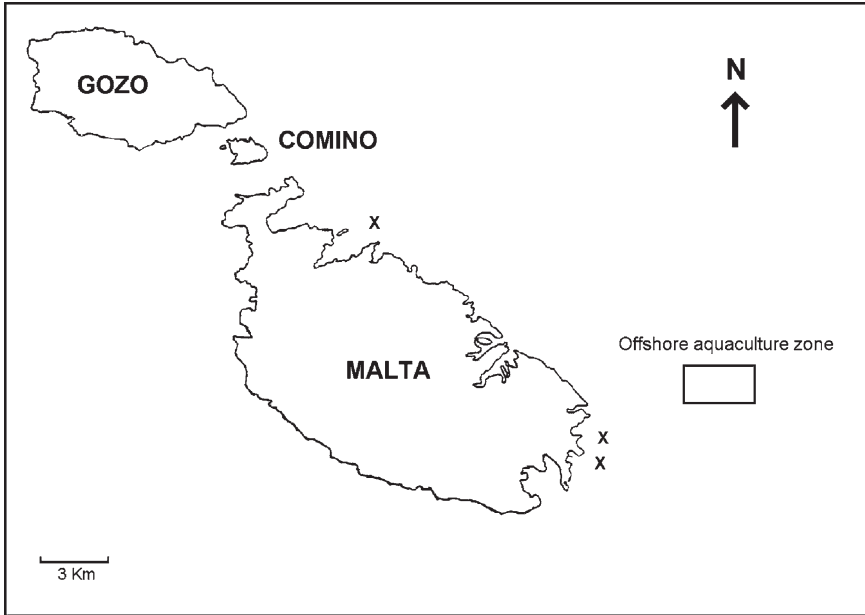 GOZO
N
COMINO
X
Offshore aquaculture zone
MALTA
X
X
3 Km